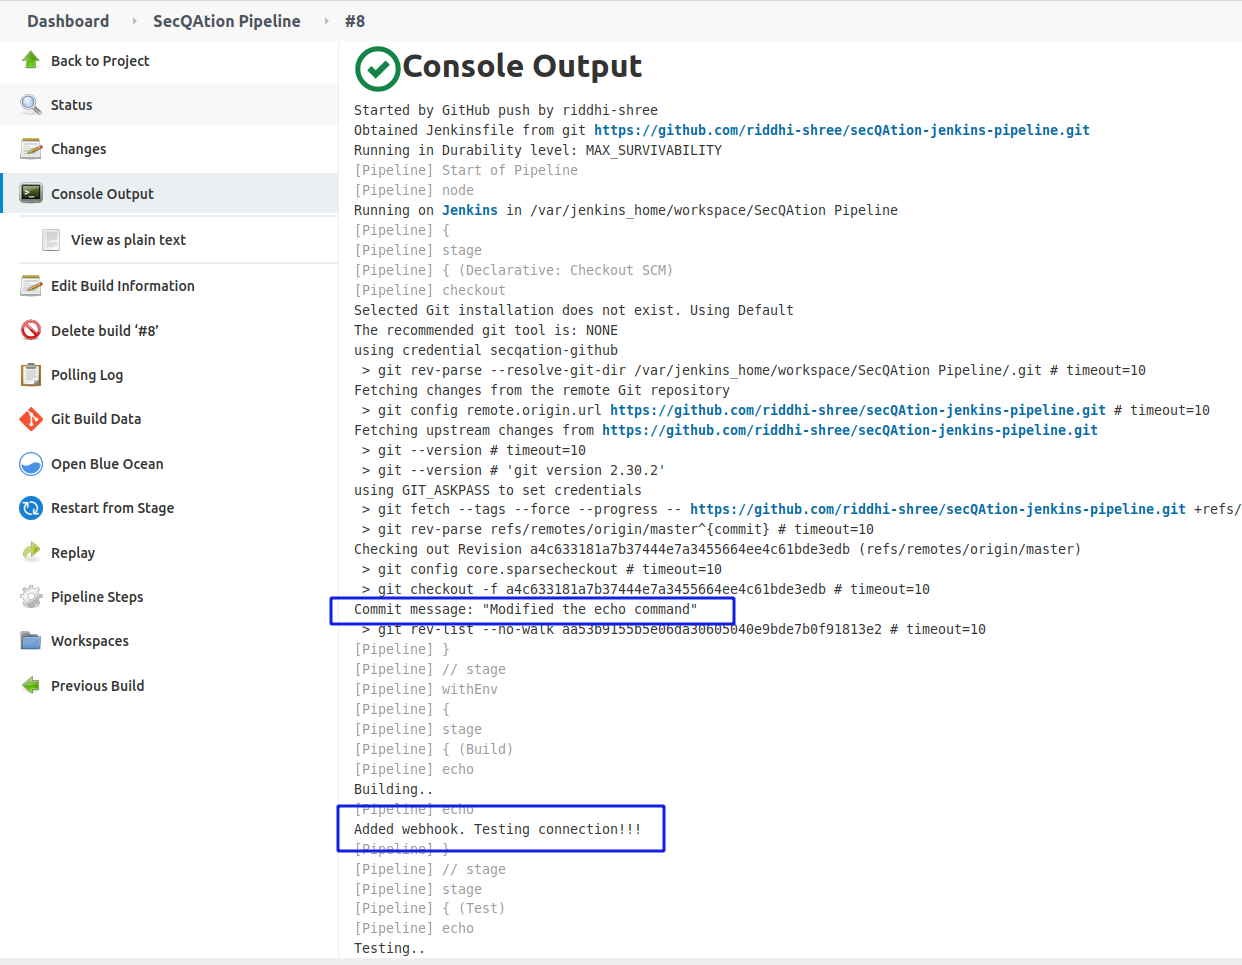 Dashboard SecQAtion Pipeline #8
Back to Project
Status
Changes
Console Output
View as plain text
Edit Build Information
Delete build ‘#8’
Polling Log
Git Build Data
Open Blue Ocean
Restart from Stage
Replay
Pipeline Steps
Workspaces
Previous Build
Console Output
Started by GitHub push by riddhi-shree
Obtained Jenkinsfile from git https://github.com/riddhi-shree/secQAtion-jenkins-pipeline.git
Running in Durability level: MAX_SURVIVABILITY
[Pipeline] Start of Pipeline
[Pipeline] node
Running on Jenkins in /var/jenkins_home/workspace/SecQAtion Pipeline
[Pipeline] {
[Pipeline] stage
[Pipeline] { (Declarative: Checkout SCM)
[Pipeline] checkout
Selected Git installation does not exist. Using Default
The recommended git tool is: NONE
using credential secqation-github
> git rev-parse --resolve-git-dir /var/jenkins_home/workspace/SecQAtion Pipeline/.git # timeout=10
Fetching changes from the remote Git repository
> git config remote.origin.url https://github.com/riddhi-shree/secQAtion-jenkins-pipeline.git # timeout=10
Fetching upstream changes from https://github.com/riddhi-shree/secQAtion-jenkins-pipeline.git
> git --version # timeout=10
> git --version # 'git version 2.30.2'
using GIT_ASKPASS to set credentials
> git fetch --tags --force --progress -- https://github.com/riddhi-shree/secQAtion-jenkins-pipeline.git +refs/
> git rev-parse refs/remotes/origin/master^{commit} # timeout=10
Checking out Revision a4c633181a7b37444e7a3455664ee4c61bde3edb (refs/remotes/origin/master)
> git config core.sparsecheckout # timeout=10
> git checkout -f a4c633181a7b37444e7a3455664ee4c61bde3edb # timeout=10
Commit message: "Modified the echo command"
> git rev-list --no-walk aa53b9155b5e06da30605040e9bde7b0f91813e2 # timeout=10
[Pipeline] }
[Pipeline] // stage
[Pipeline] withEnv
[Pipeline] {
[Pipeline] stage
[Pipeline] { (Build)
[Pipeline] echo
Building..
[Pipeline] echo
Added webhook. Testing connection!!!
[Pipeline] }
[Pipeline] // stage
[Pipeline] stage
[Pipeline] { (Test)
[Pipeline] echo
Testing..